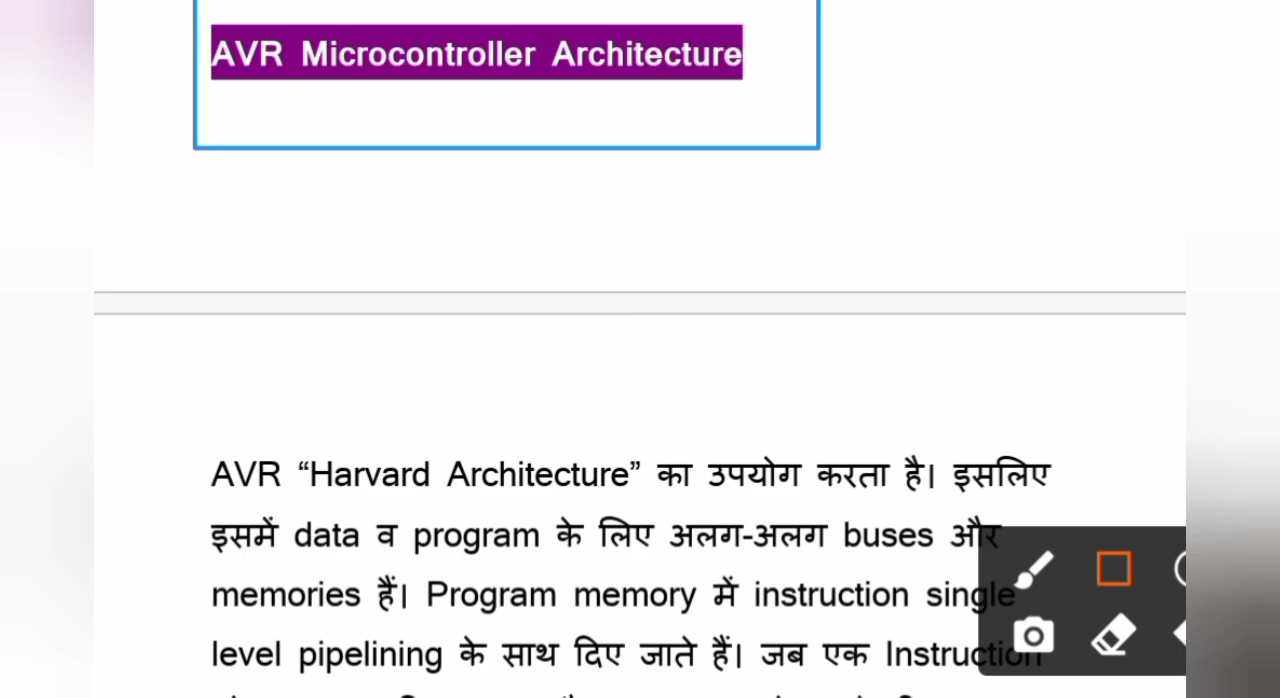 AVR Microcontroller Architecture
AVR “Harvard Architecture” का उपयोग करता है। इसलिए
इसमें data व program के लिए अलग-अलग buses और
memories हैं। Program memory में instruction single
level pipelining के साथ दिए जाते हैं। जब एक Instruction